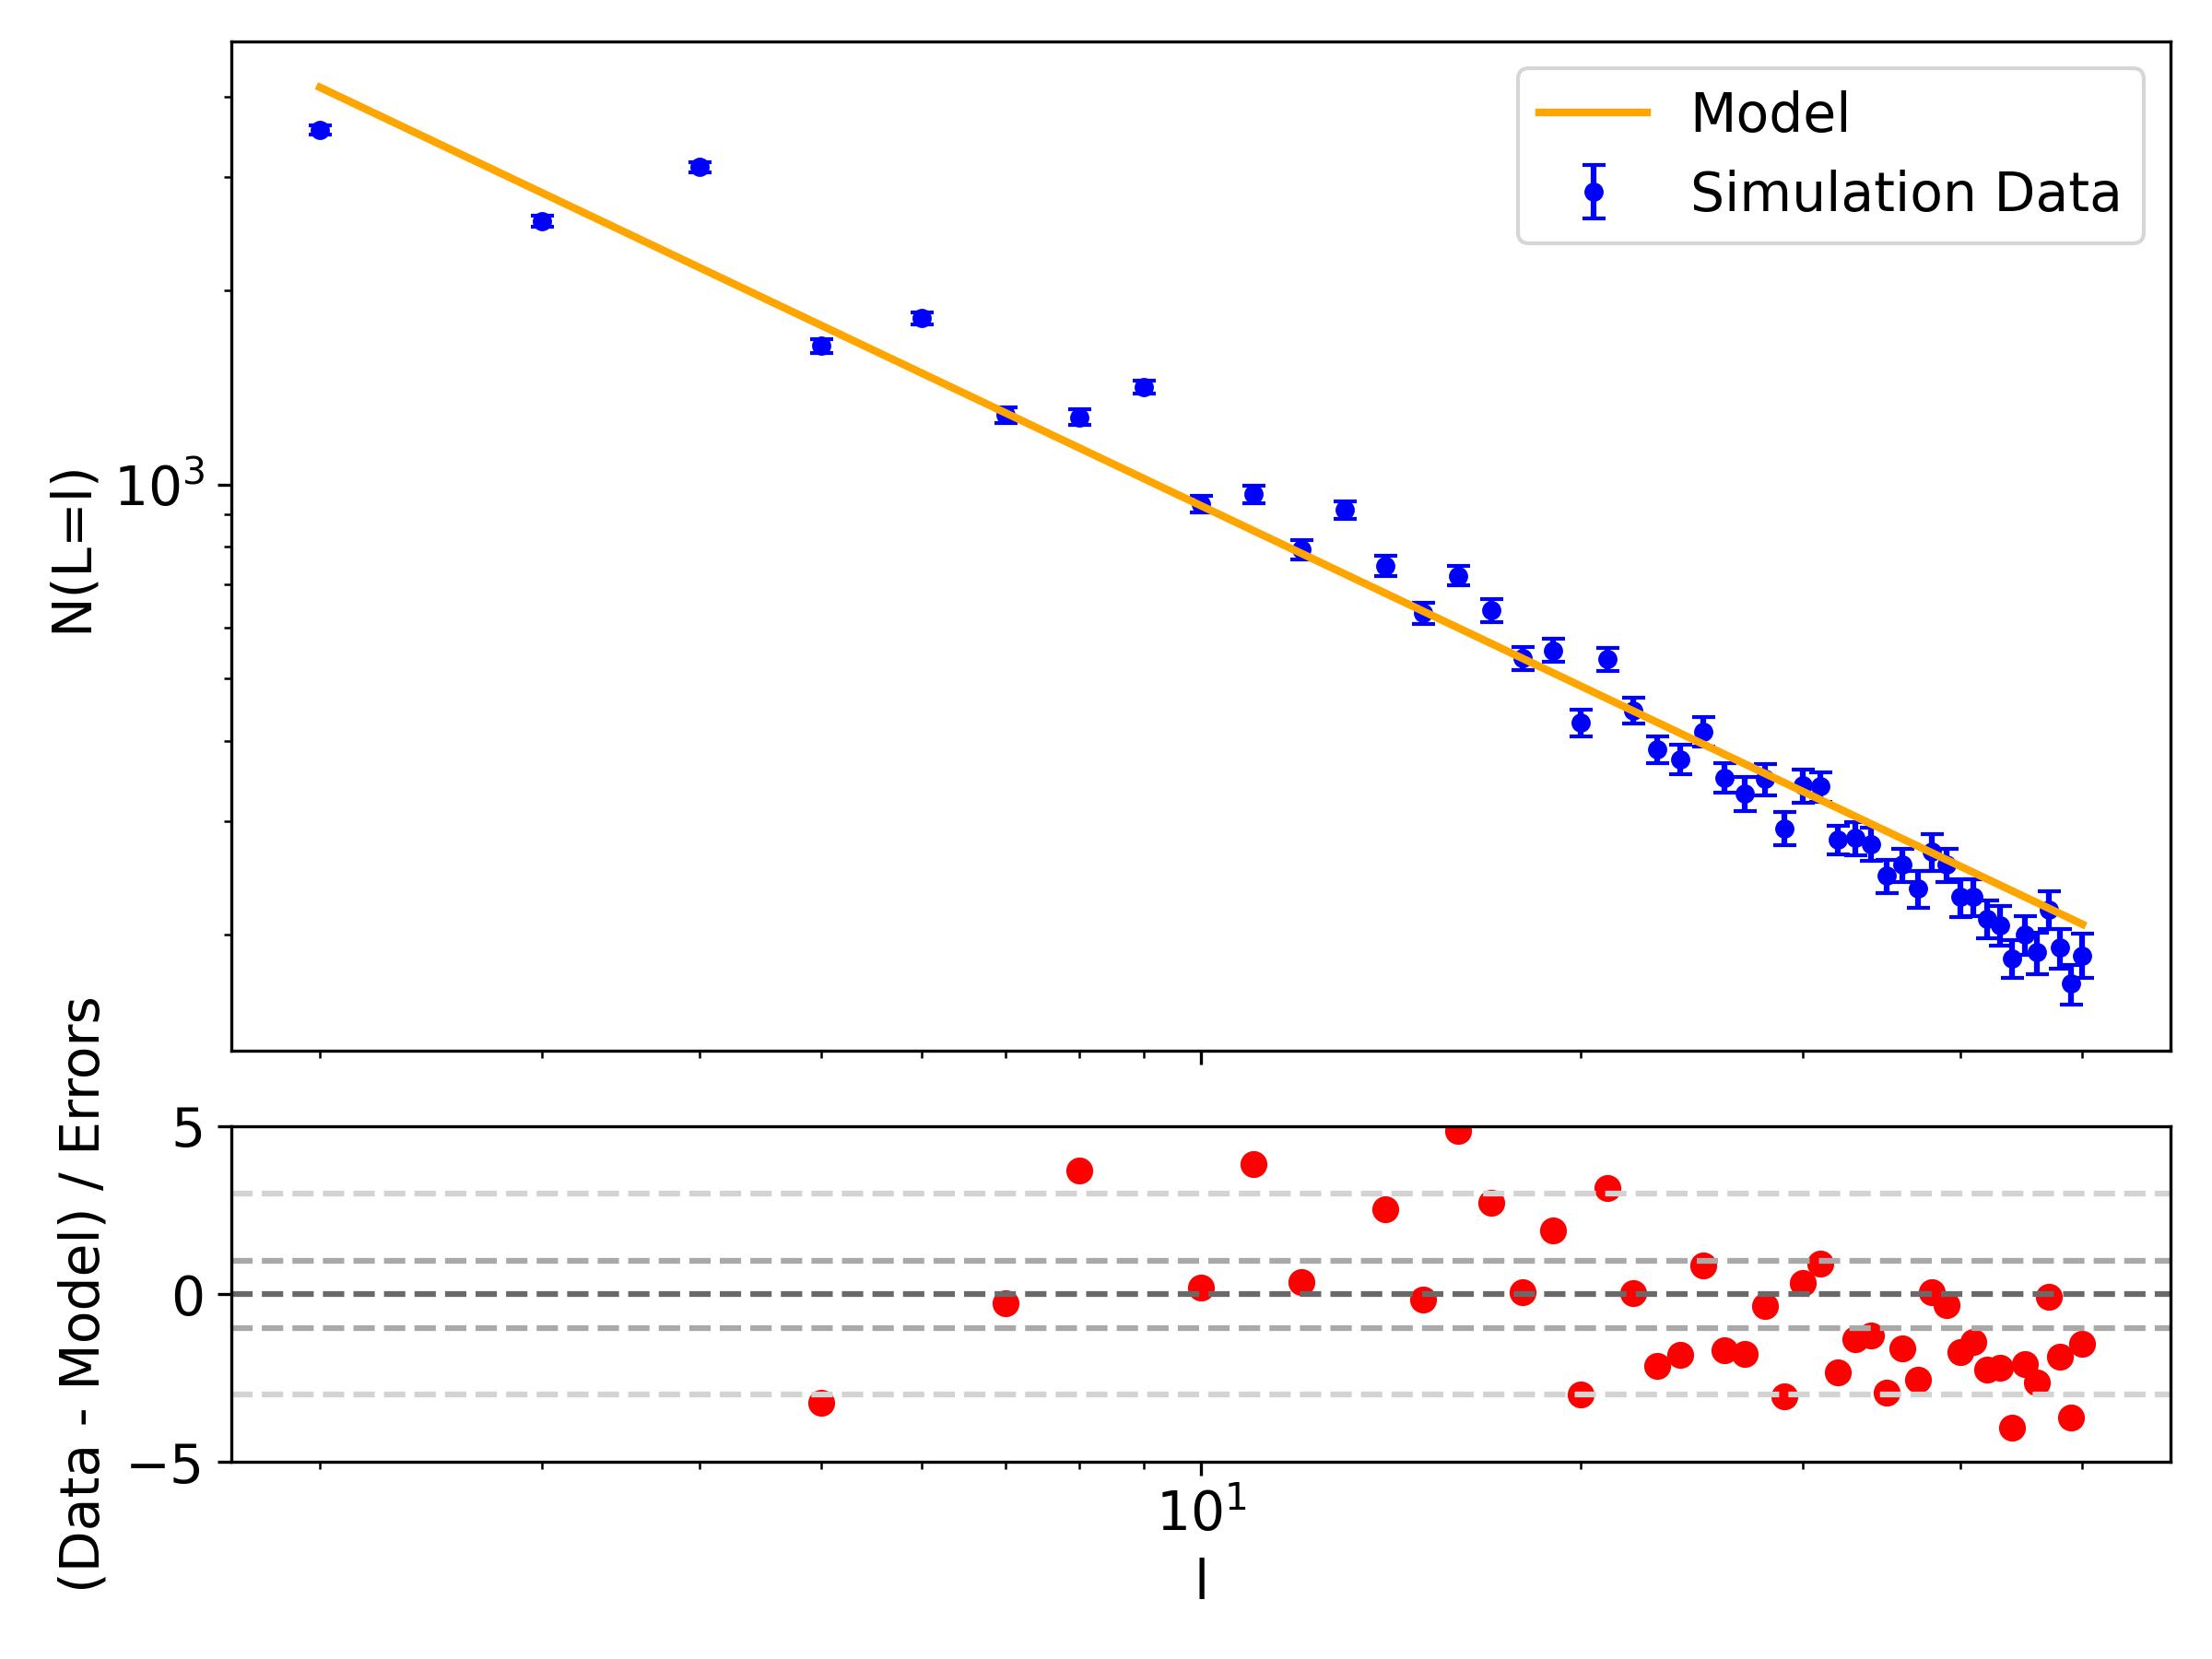 Model
Simulation Data
N(L=l)
10³
(Data - Model) / Errors
5
0
−5
10¹
l